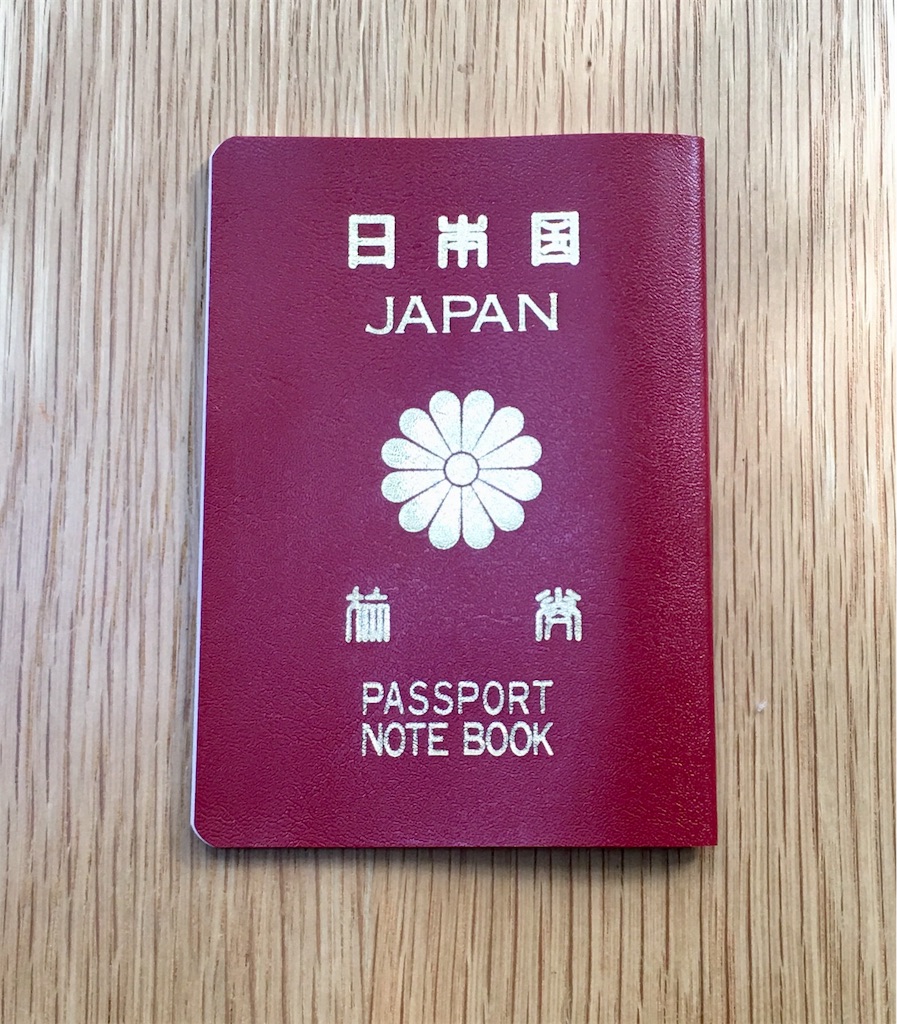 日本国
JAPAN
旅券
PASSPORT
NOTE BOOK